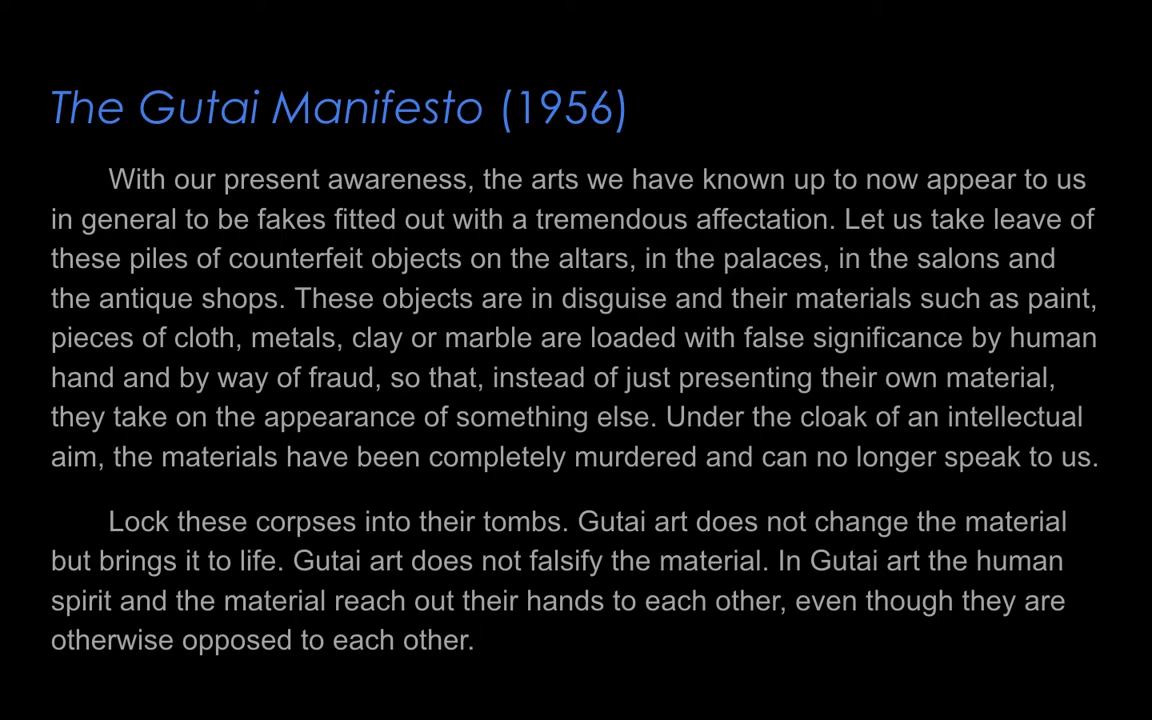 The Gutai Manifesto (1956)
With our present awareness, the arts we have known up to now appear to us
in general to be fakes fitted out with a tremendous affectation. Let us take leave of
these piles of counterfeit objects on the altars, in the palaces, in the salons and
the antique shops. These objects are in disguise and their materials such as paint,
pieces of cloth, metals, clay or marble are loaded with false significance by human
hand and by way of fraud, so that, instead of just presenting their own material,
they take on the appearance of something else. Under the cloak of an intellectual
aim, the materials have been completely murdered and can no longer speak to us.
Lock these corpses into their tombs. Gutai art does not change the material
but brings it to life. Gutai art does not falsify the material. In Gutai art the human
spirit and the material reach out their hands to each other, even though they are
otherwise opposed to each other.